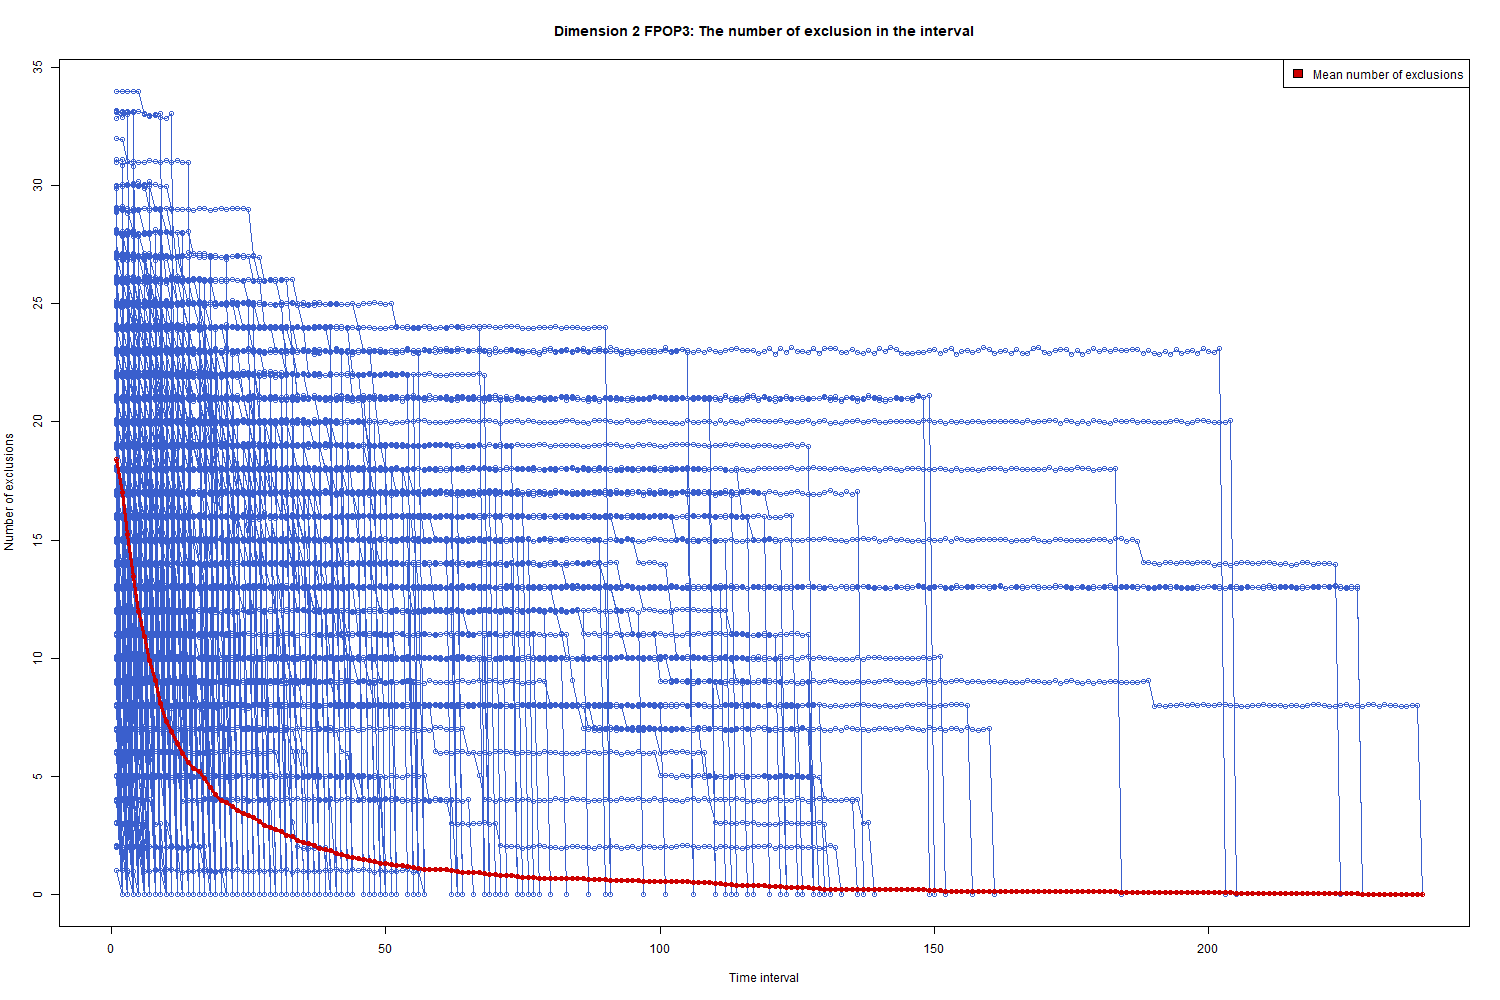 Dimension 2 FPOP3: The number of exclusion in the interval
Mean number of exclusions
Number of exclusions
35
30
25
20
15
10
5
0
0 50 100 150 200
Time interval